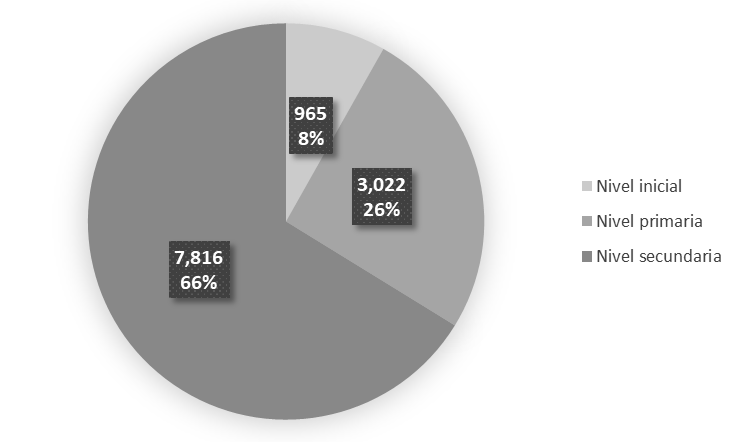 965
8%
3,022
26%
7,816
66%
Nivel inicial
Nivel primaria
Nivel secundaria